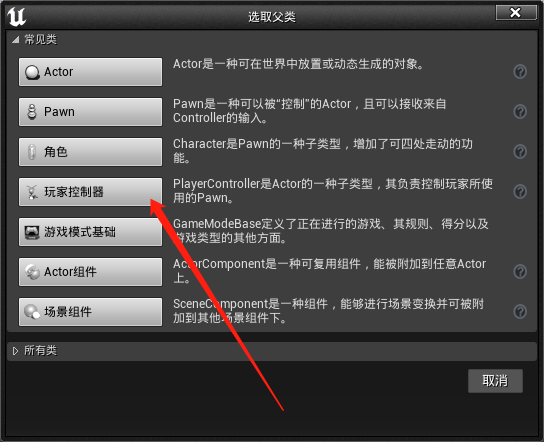 选取父类
常见类
Actor
Actor是一种可在世界中放置或动态生成的对象。
Pawn
Pawn是一种可以被“控制”的Actor，且可以接收来自
Controller的输入。
角色
Character是Pawn的一种子类型，增加了可四处走动的功
能。
玩家控制器
PlayerController是Actor的一种子类型，其负责控制玩家所使
用的Pawn。
游戏模式基础
GameModeBase定义了正在进行的游戏、其规则、得分以及
游戏类型的其他方面。
Actor组件
ActorComponent是一种可复用组件，能被附加到任意Actor
上。
场景组件
SceneComponent是一种组件，能够进行场景变换并可被附
加到其他场景组件下。
所有类
取消